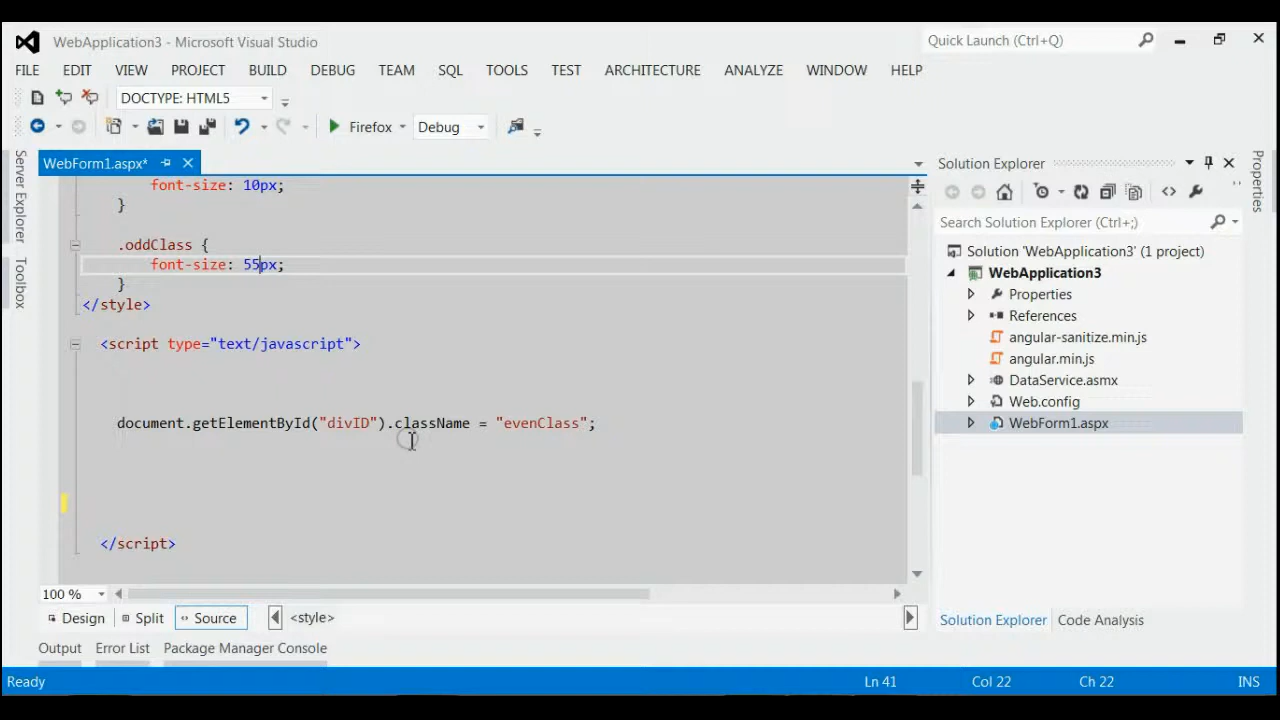 WebApplication3 - Microsoft Visual Studio
Quick Launch (Ctrl+Q)
FILE EDIT VIEW PROJECT BUILD DEBUG TEAM SQL TOOLS TEST ARCHITECTURE ANALYZE WINDOW HELP
DOCTYPE: HTML5
Firefox Debug
Server Explorer
Toolbox
WebForm1.aspx*
font-size: 10px;
}
.oddClass {
font-size: 55px;
}
</style>
<script type="text/javascript">
document.getElementById("divID").className = "evenClass";
</script>
100 %
Design Split Source <style>
Output Error List Package Manager Console
Solution Explorer
Search Solution Explorer (Ctrl+;)
Solution 'WebApplication3' (1 project)
WebApplication3
Properties
References
angular-sanitize.min.js
angular.min.js
DataService.asmx
Web.config
WebForm1.aspx
Solution Explorer Code Analysis
Properties
Ready Ln 41 Col 22 Ch 22 INS